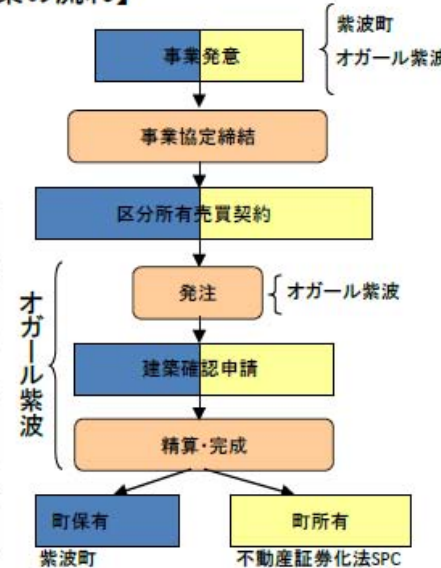 の流れ】
事業発意
紫波町
オガール紫波
事業協定締結
区分所有売買契約
発注
オガール紫波
オガール紫波
建築確認申請
精算・完成
町保有
町所有
紫波町
不動産証券化法SPC